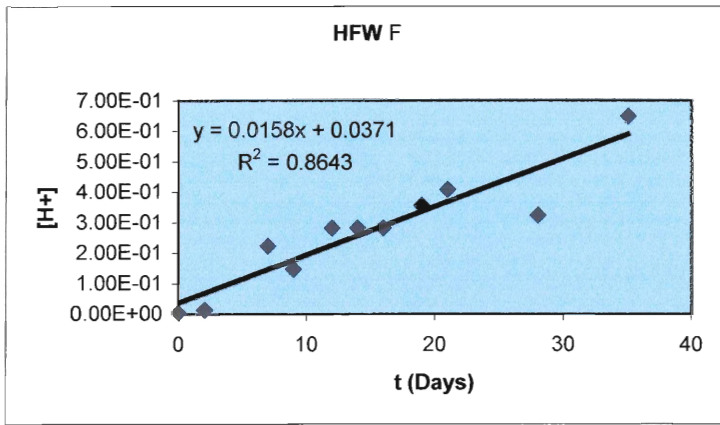 HFW F
7.00E-01
6.00E-01
5.00E-01
4.00E-01
3.00E-01
2.00E-01
1.00E-01
0.00E+00
[H+]
y = 0.0158x + 0.0371
R² = 0.8643
0 10 20 30 40
t (Days)